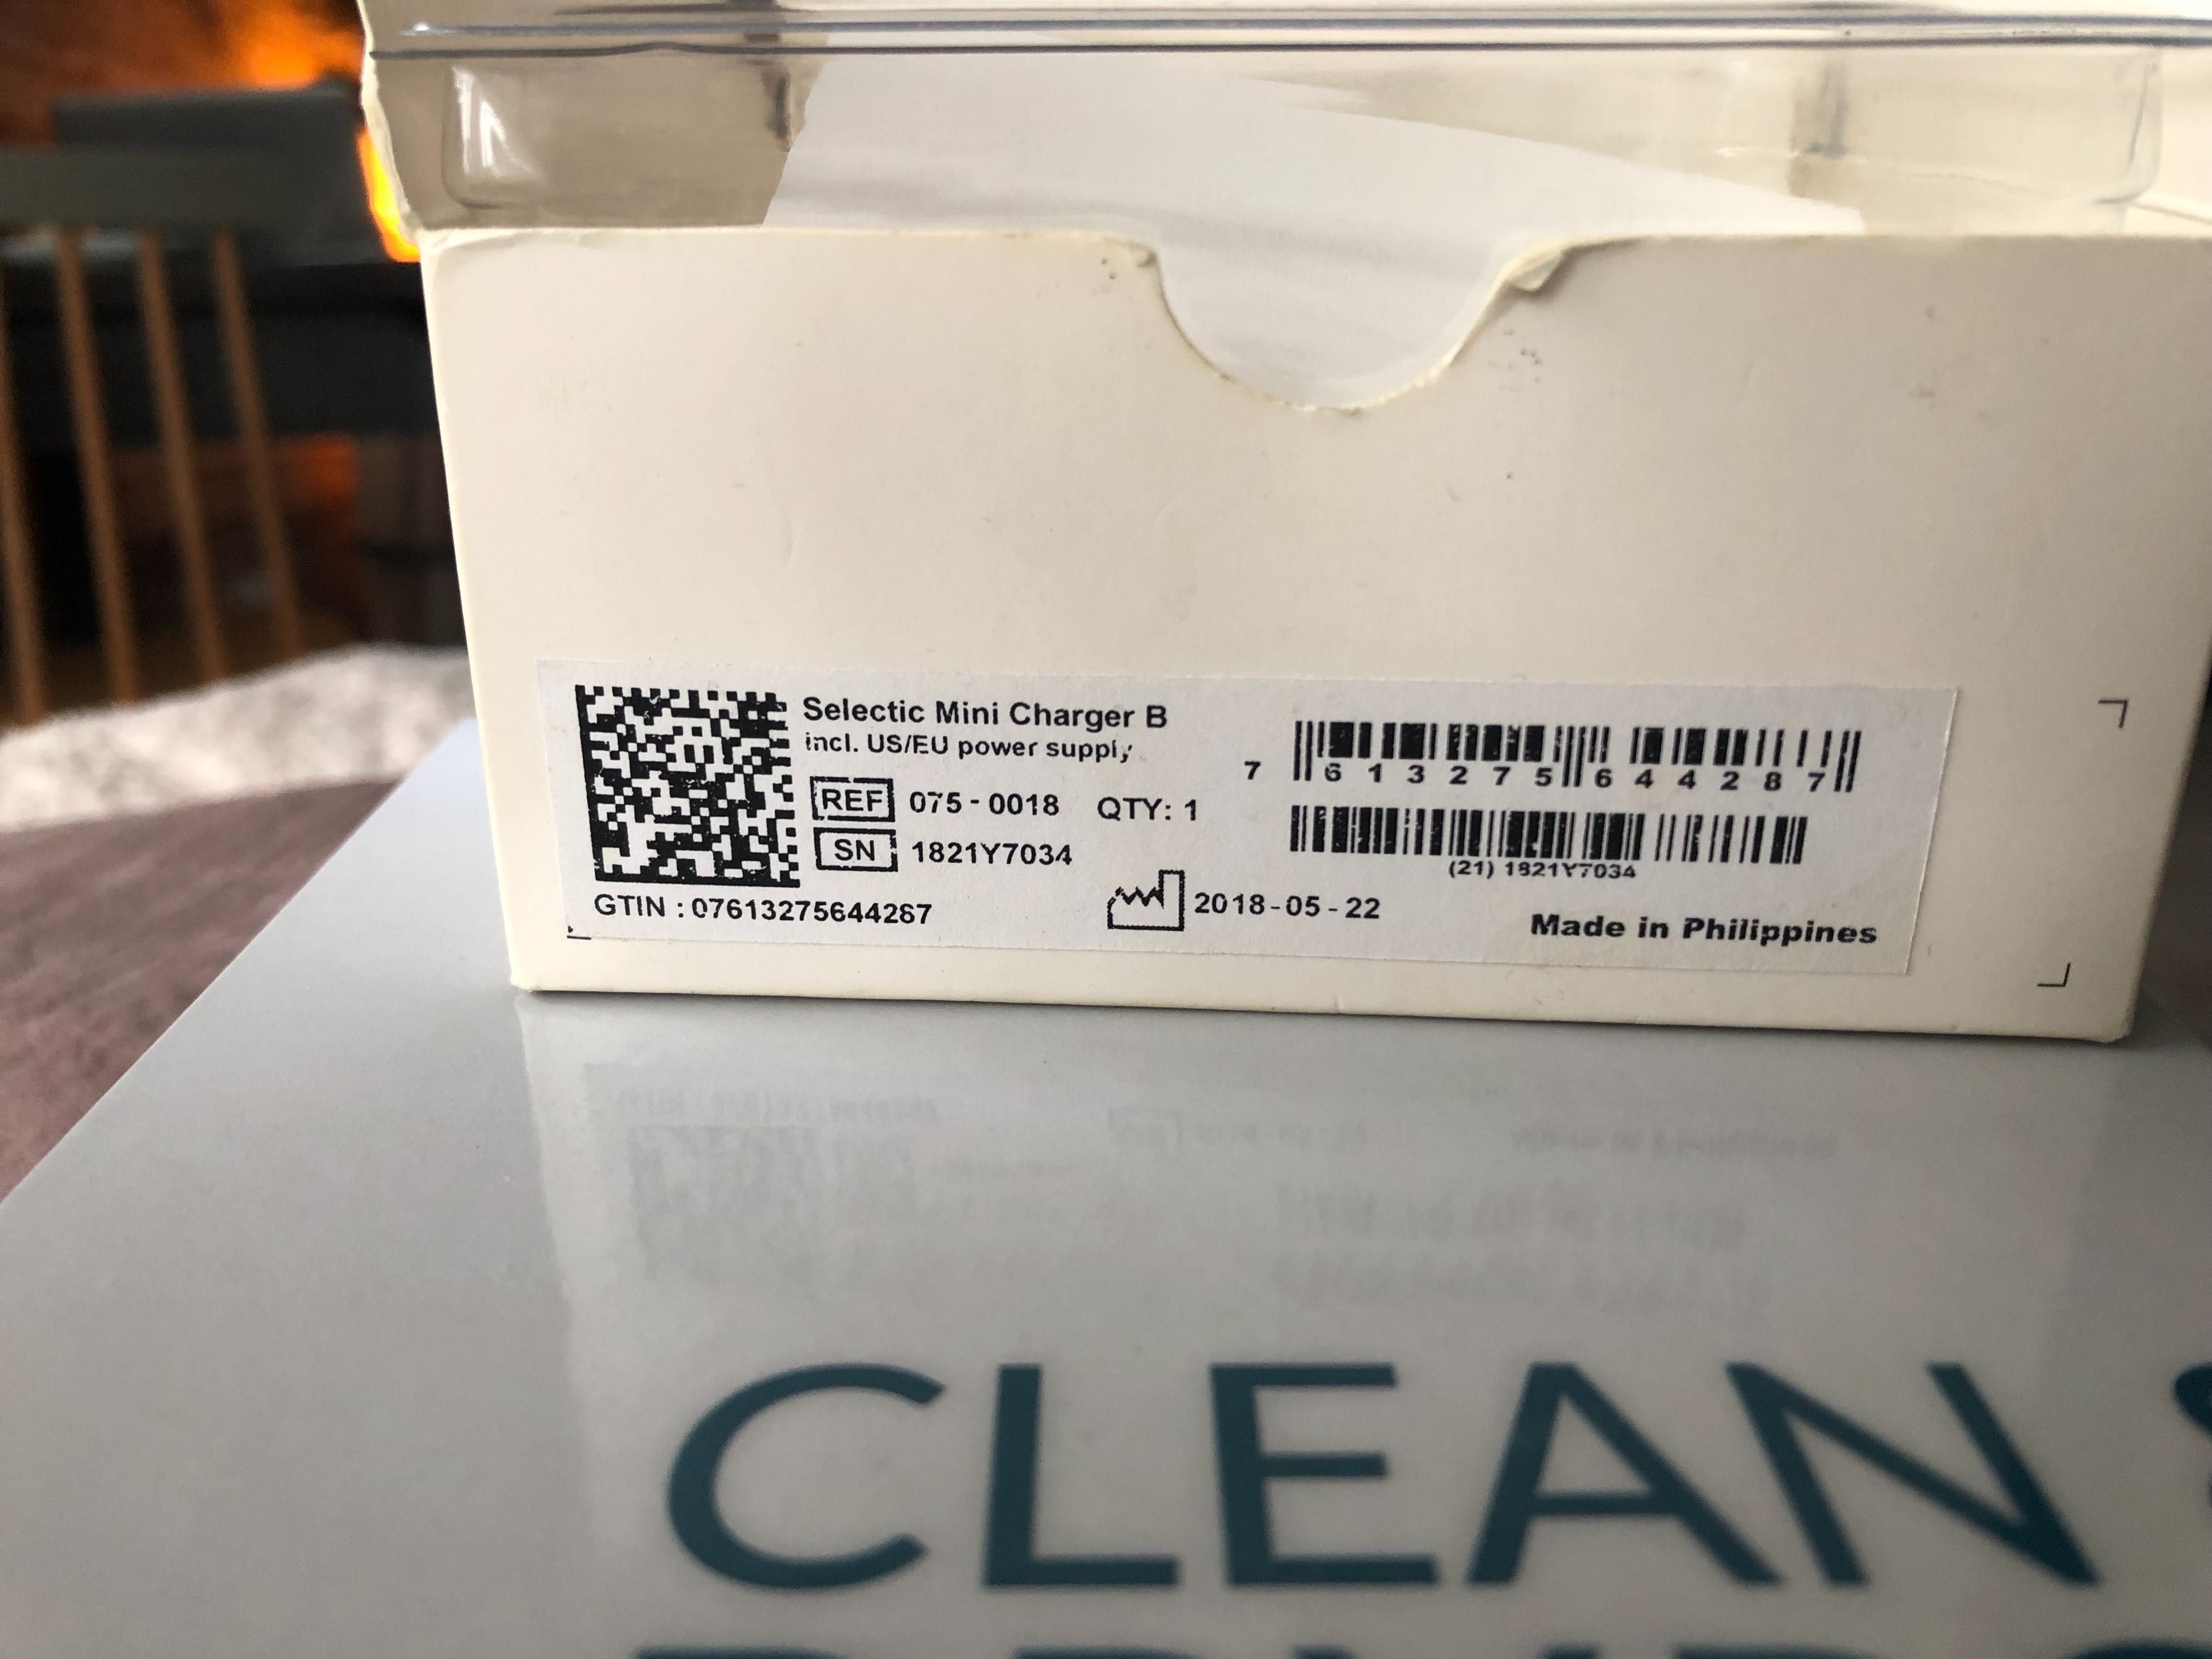 Selectic Mini Charger B
incl. US/EU power supply
REF 075-0018 QTY: 1
SN 1821Y7034
GTIN : 07613275644287
2018-05-22
7 613275 644287
(21) 1821Y7034
Made in Philippines
CLEAN